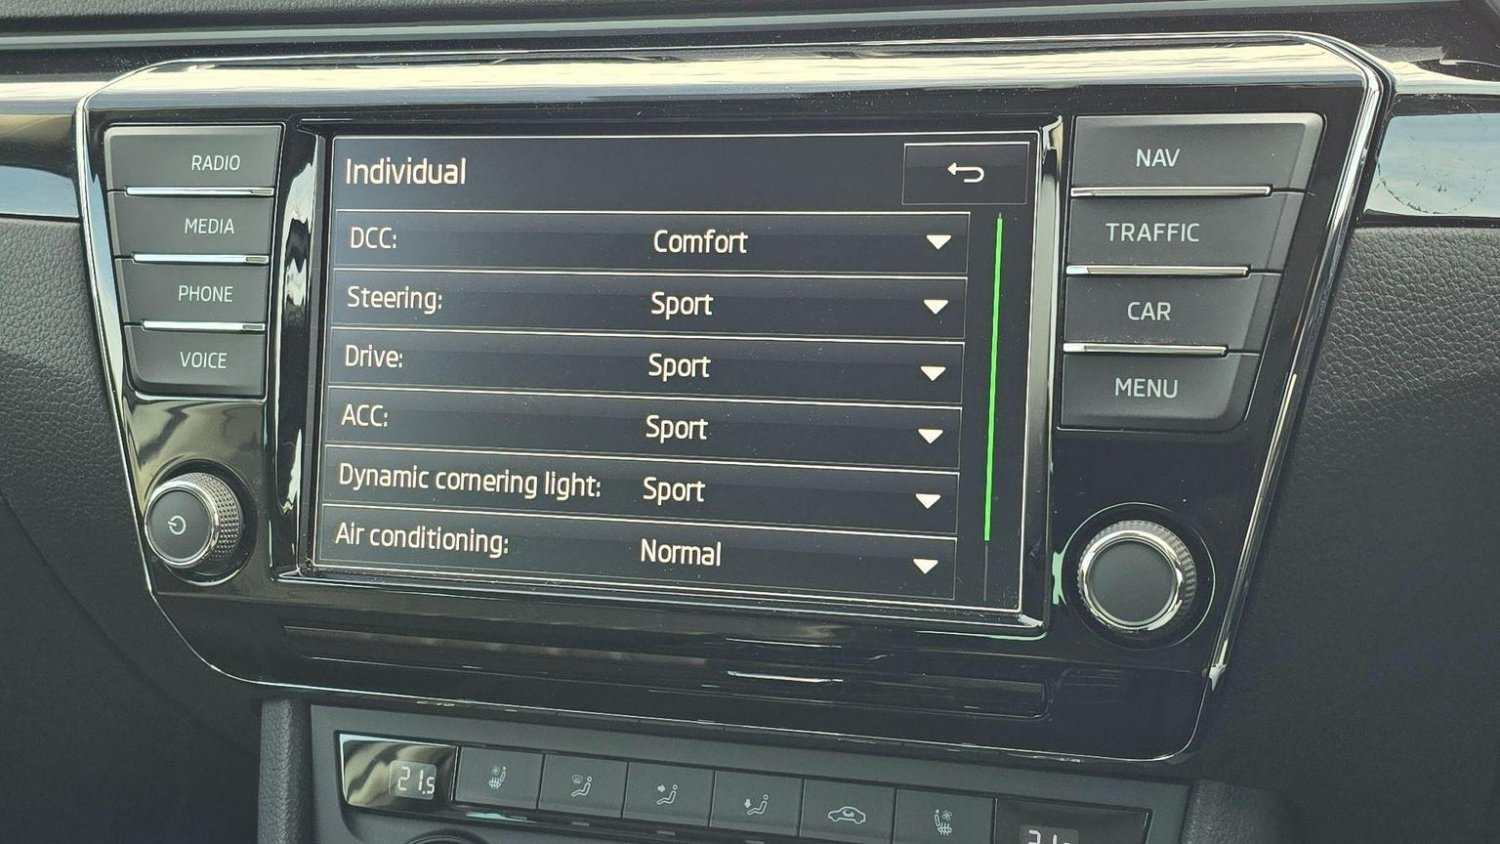 RADIO
MEDIA
PHONE
VOICE
Individual
DCC: Comfort
Steering: Sport
Drive: Sport
ACC: Sport
Dynamic cornering light: Sport
Air conditioning: Normal
NAV
TRAFFIC
CAR
MENU
21.5